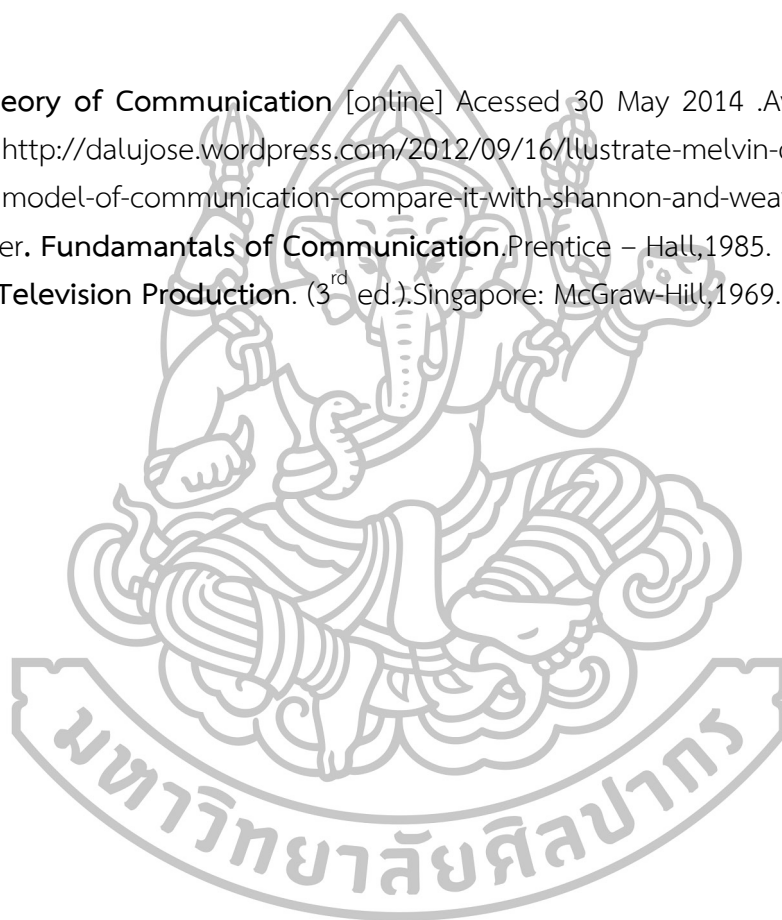 eory of Communication [online] Acessed 30 May 2014 .Av
http://dalujose.wordpress.com/2012/09/16/llustrate-melvin-d
model-of-communication-compare-it-with-shannon-and-wea
er. Fundamantals of Communication.Prentice – Hall,1985.
Television Production. (3rd ed.).Singapore: McGraw-Hill,1969.
มหาวิทยาลัยศิลปากร